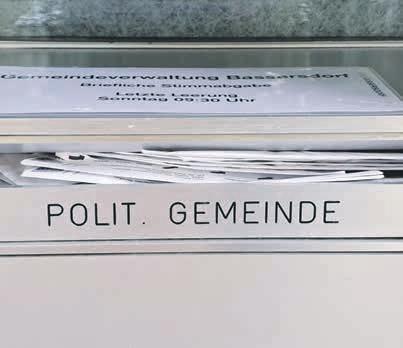 Gemeindeverwaltung Bassersdorf
Briefliche Stimmabgabe
Letzte Leerung
Sonntag 09:30 Uhr
POLIT. GEMEINDE